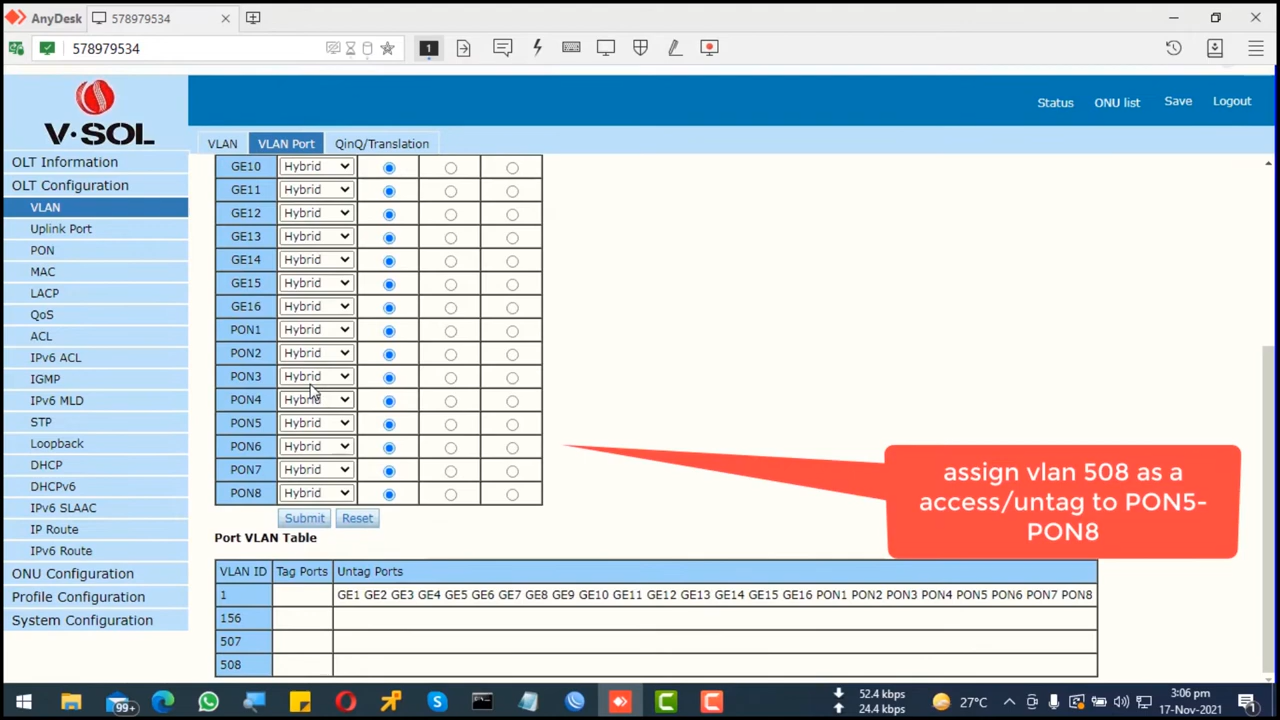 AnyDesk
578979534
578979534
1
V·SOL
Status
ONU list
Save
Logout
VLAN
VLAN Port
QinQ/Translation
OLT Information
OLT Configuration
VLAN
Uplink Port
PON
MAC
LACP
QoS
ACL
IPv6 ACL
IGMP
IPv6 MLD
STP
Loopback
DHCP
DHCPv6
IPv6 SLAAC
IP Route
IPv6 Route
ONU Configuration
Profile Configuration
System Configuration
GE10 Hybrid
GE11 Hybrid
GE12 Hybrid
GE13 Hybrid
GE14 Hybrid
GE15 Hybrid
GE16 Hybrid
PON1 Hybrid
PON2 Hybrid
PON3 Hybrid
PON4 Hybrid
PON5 Hybrid
PON6 Hybrid
PON7 Hybrid
PON8 Hybrid
Submit Reset
assign vlan 508 as a
access/untag to PON5-
PON8
Port VLAN Table
VLAN ID Tag Ports Untag Ports
1 GE1 GE2 GE3 GE4 GE5 GE6 GE7 GE8 GE9 GE10 GE11 GE12 GE13 GE14 GE15 GE16 PON1 PON2 PON3 PON4 PON5 PON6 PON7 PON8
156
507
508
99+
52.4 kbps
24.4 kbps
27°C
3:06 pm
17-Nov-2021
1